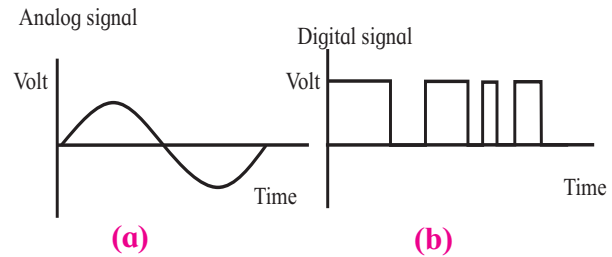 Analog signal
Volt
Time
(a)
Digital signal
Volt
Time
(b)